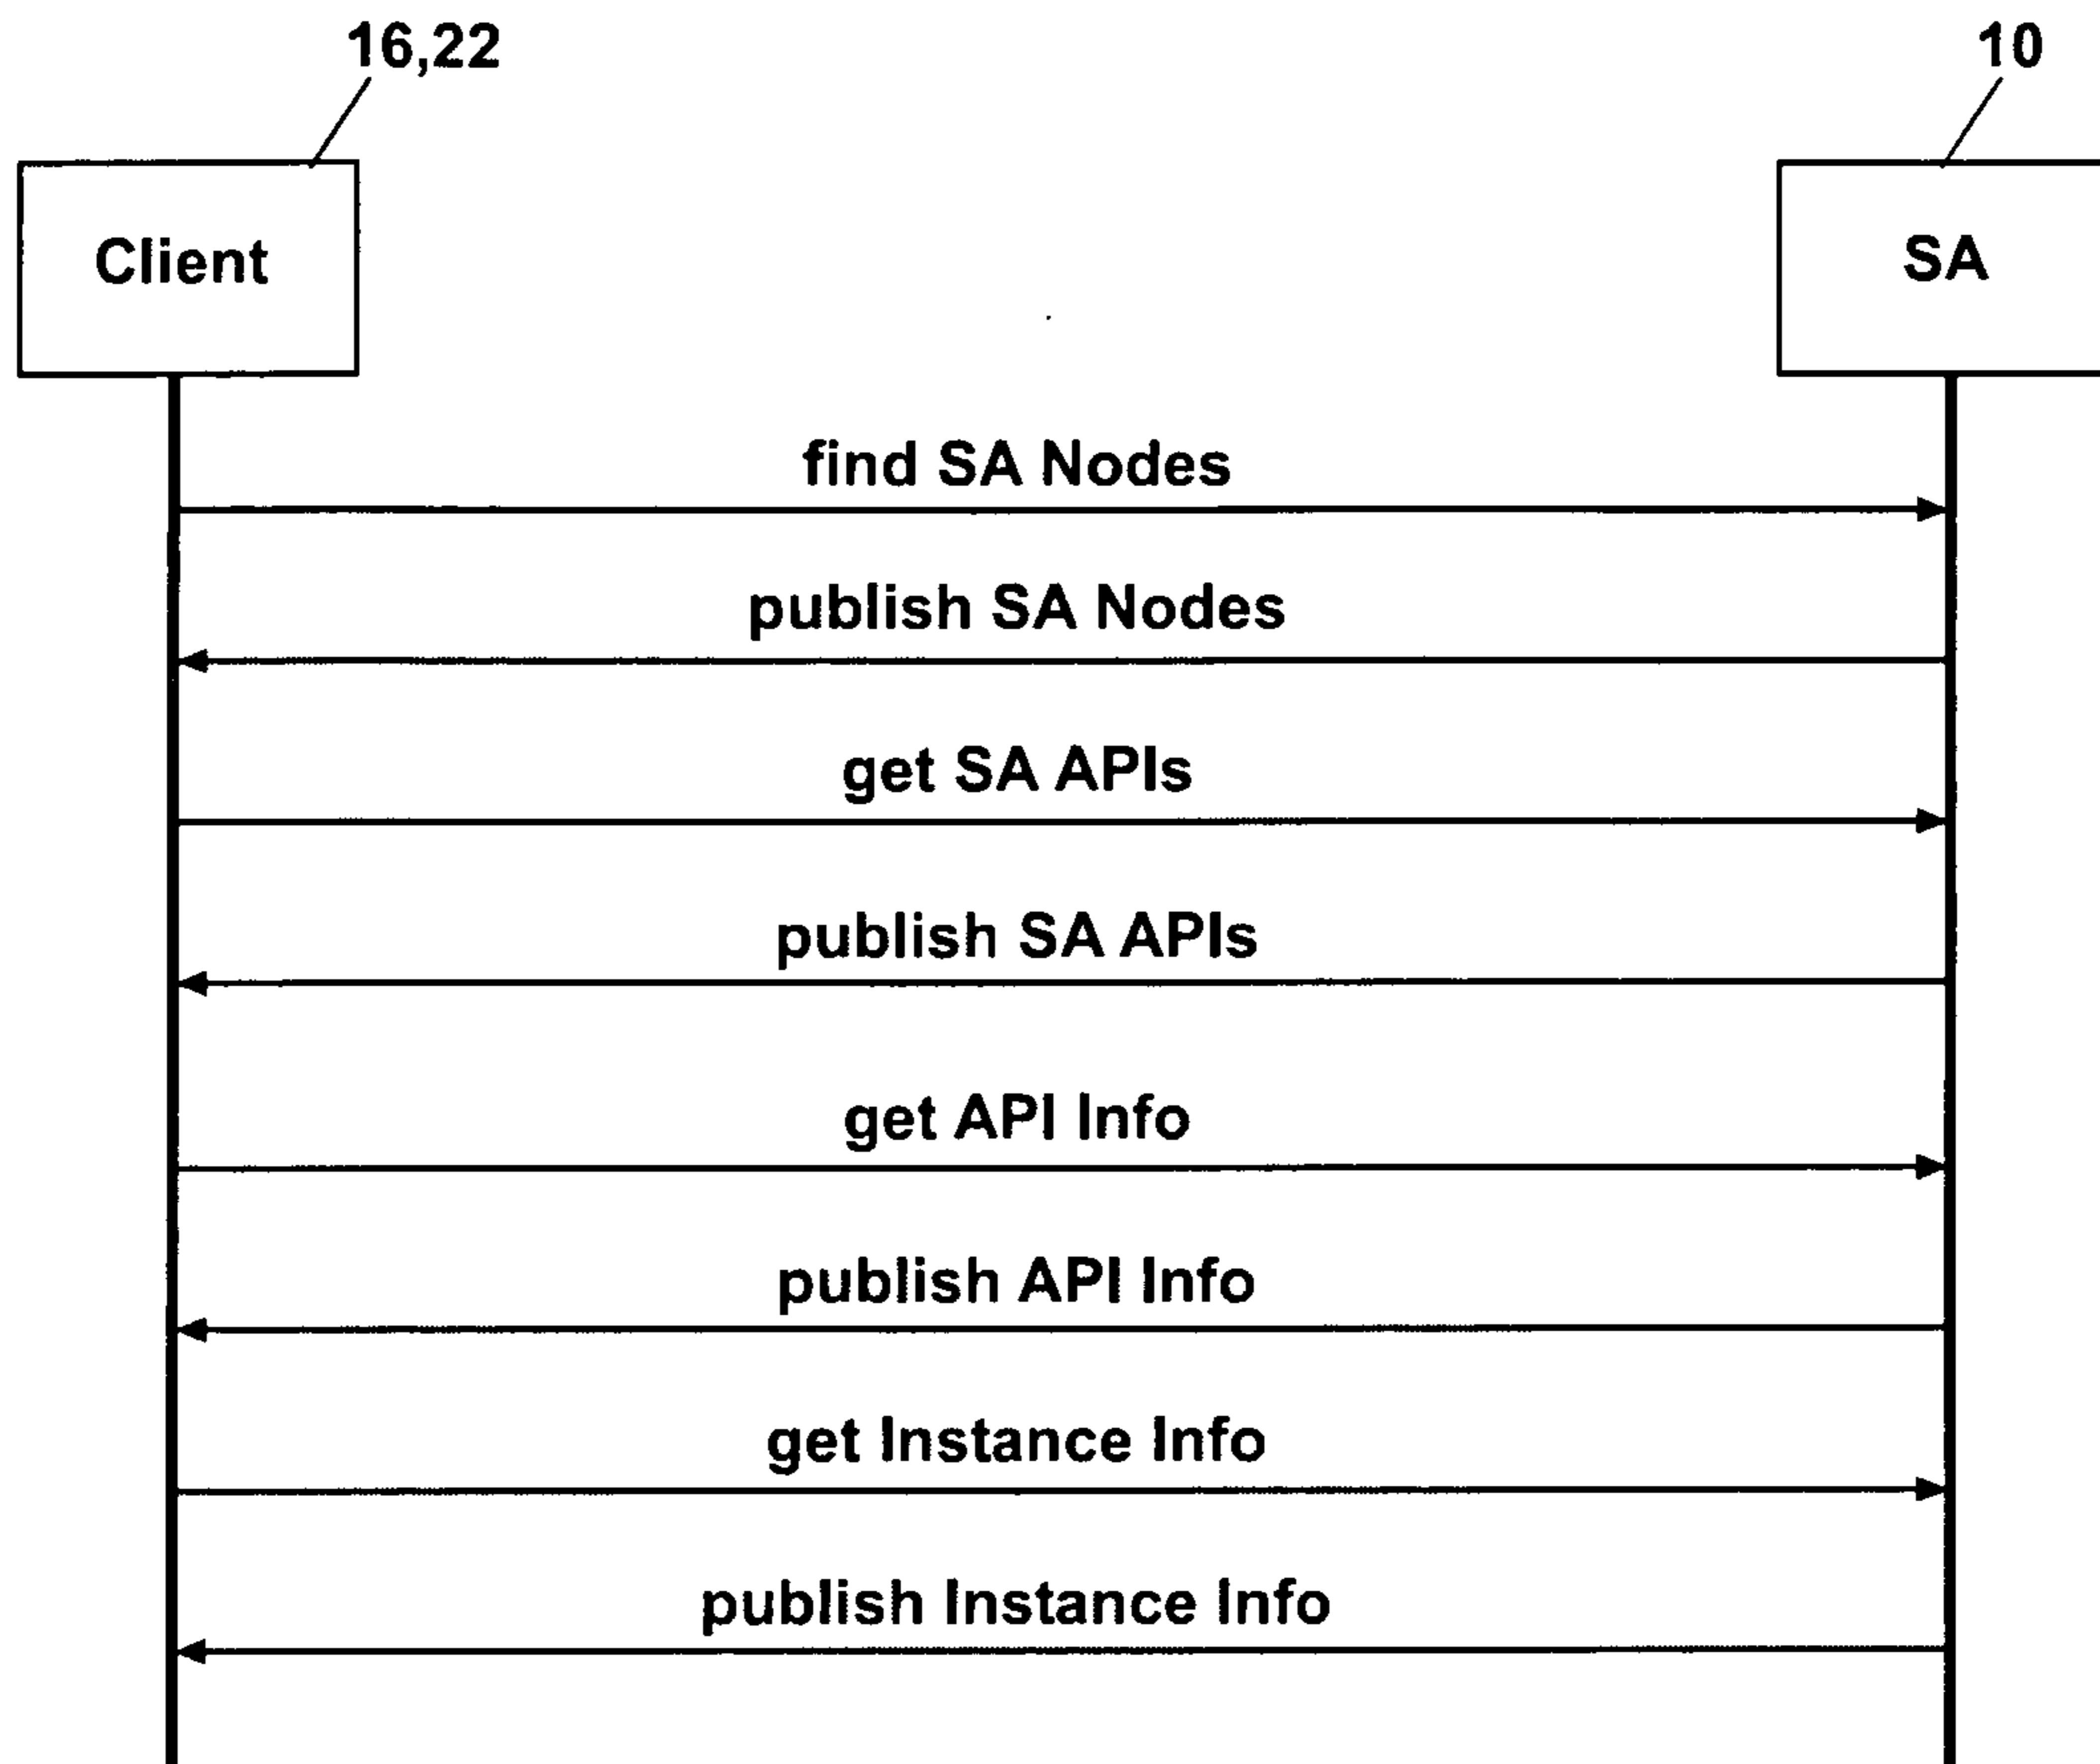 16,22
10
Client
SA
find SA Nodes
publish SA Nodes
get SA APIs
publish SA APIs
get API Info
publish API Info
get Instance Info
publish Instance Info